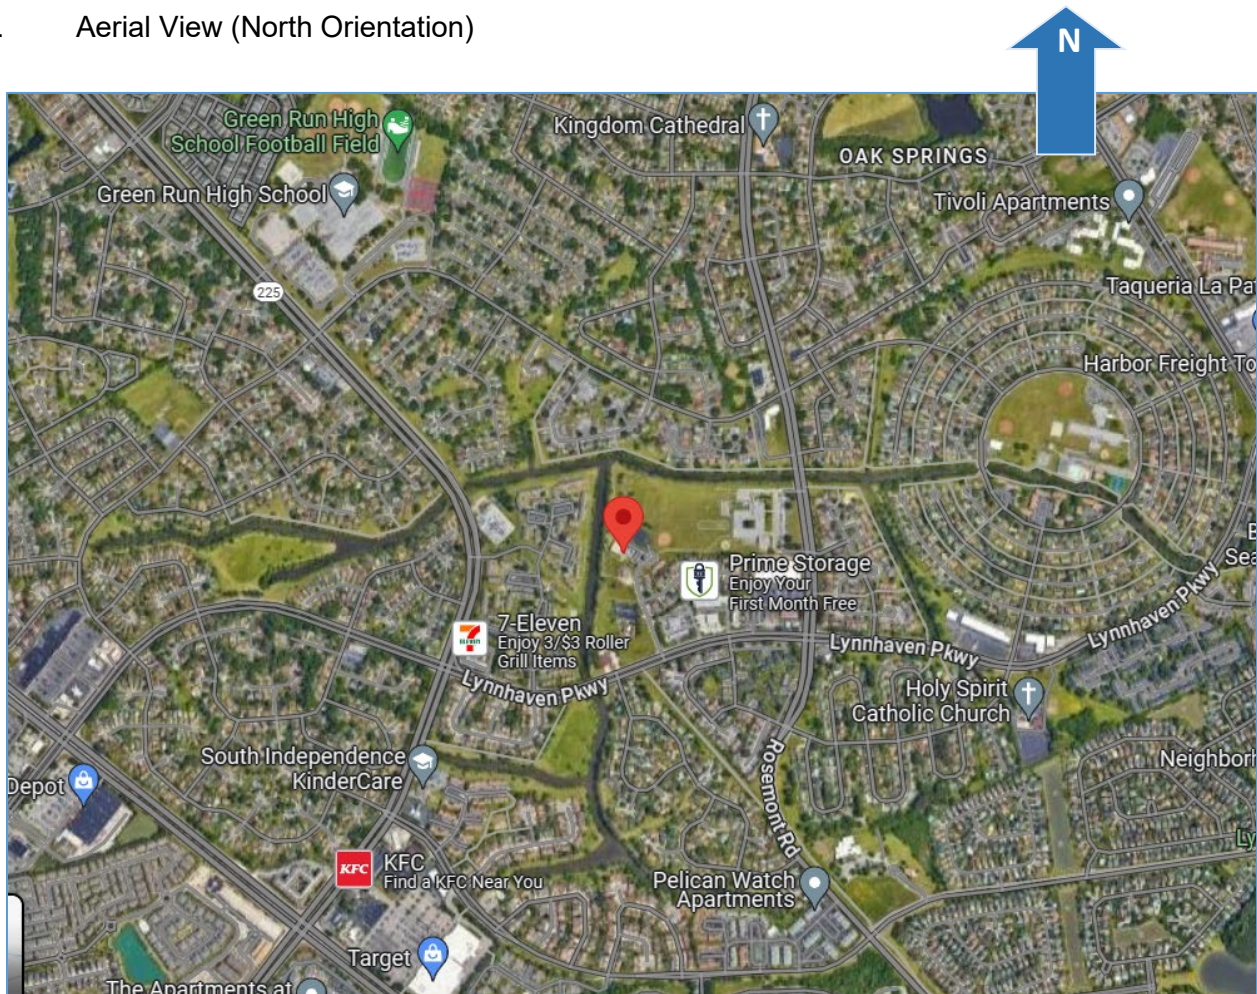 Aerial View (North Orientation)
N
Green Run High
School Football Field
Kingdom Cathedral
OAK SPRINGS
Green Run High School
Tivoli Apartments
225
Taqueria La Pa
Harbor Freight To
Prime Storage
Enjoy Your
First Month Free
7-Eleven
Enjoy 3/$3 Roller
Grill Items
ELEVEN
Lynnhaven Pkwy
Lynnhaven Pkwy
Lynnhaven Pkwy
Holy Spirit
Catholic Church
South Independence
KinderCare
Rosemont Rd
Neighbor
Depot
Ly
KFC
KFC
Find a KFC Near You
Pelican Watch
Apartments
Target
The Apartments at